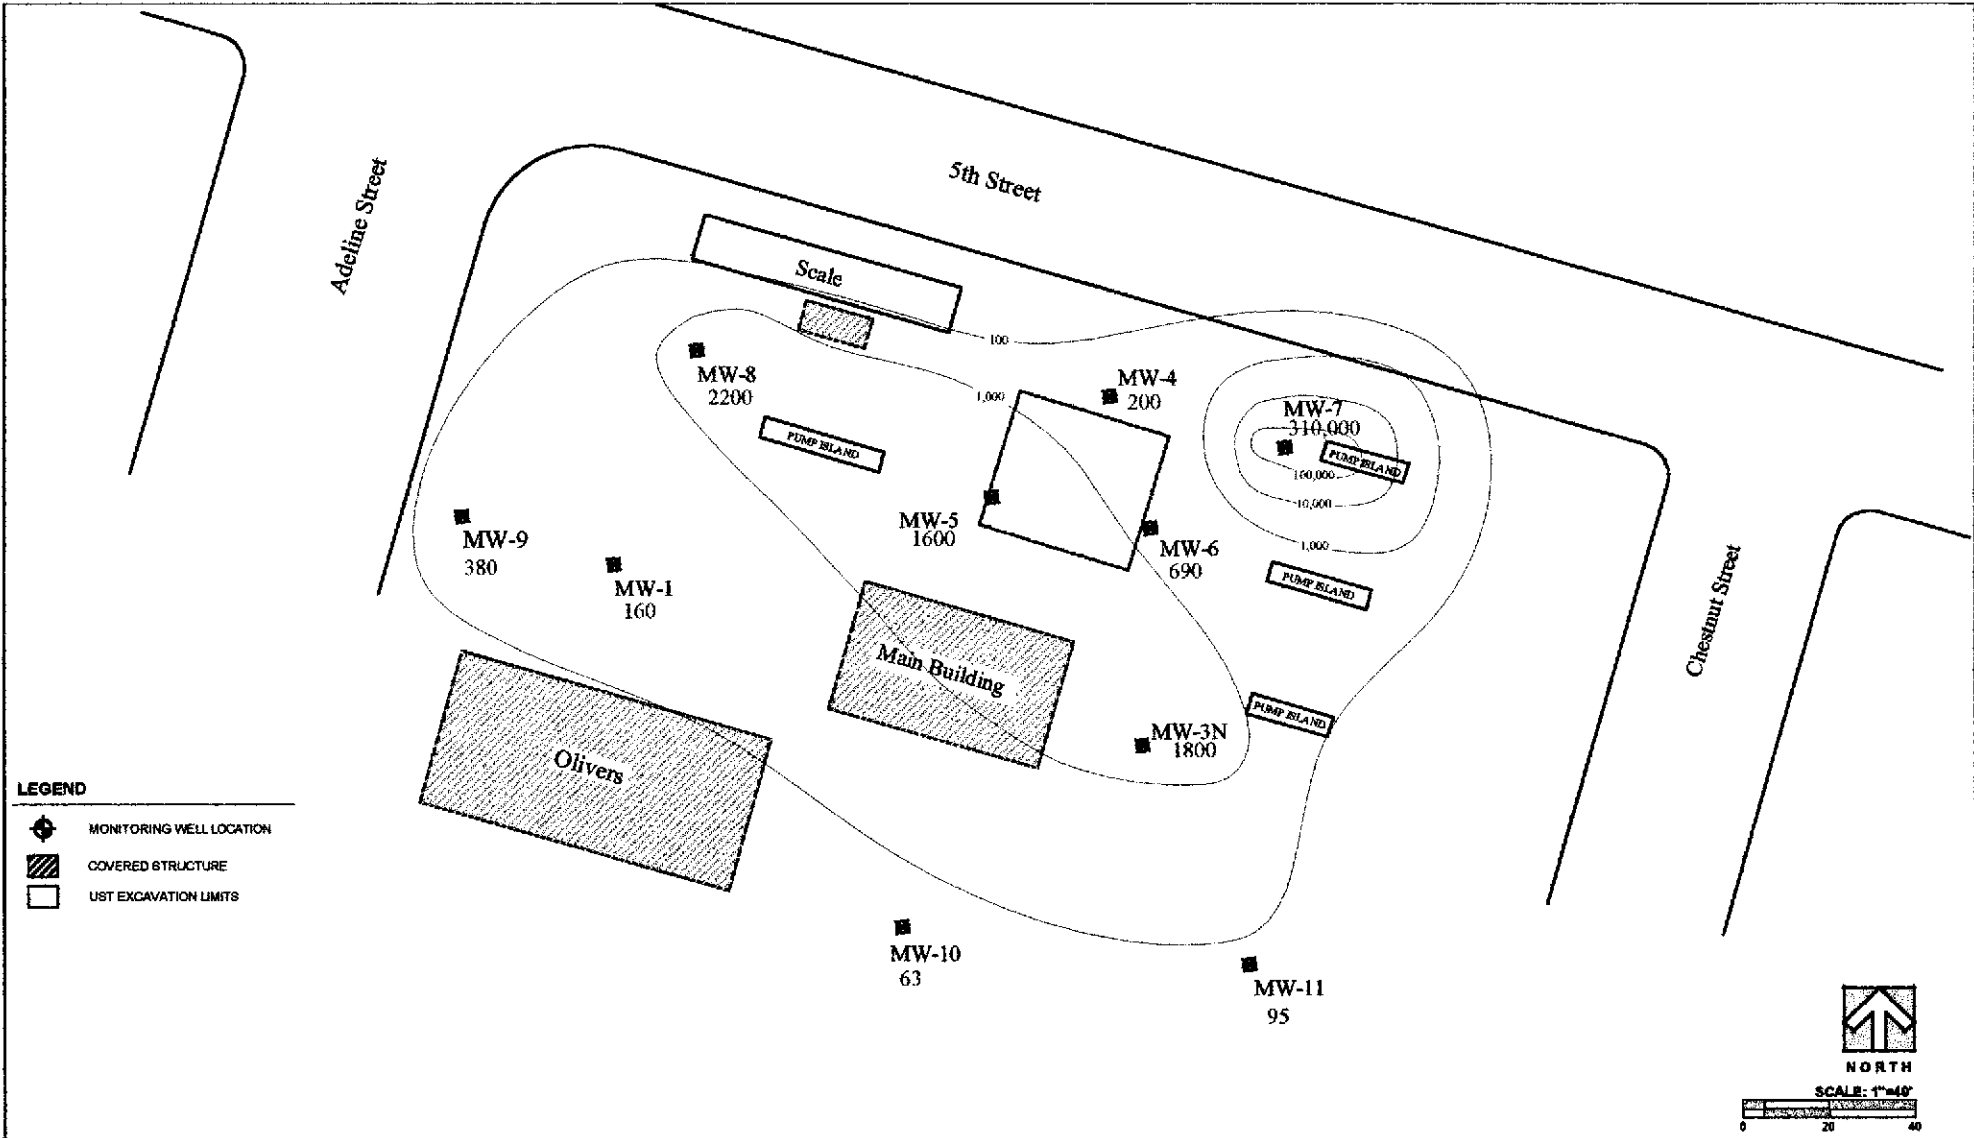 5th Street
Adeline Street
Scale
100
1,000
MW-8
2200
MW-4
200
MW-7
310,000
PUMP ISLAND
PUMP ISLAND
100,000
10,000
MW-5
1600
MW-9
380
MW-6
690
1,000
MW-1
160
PUMP ISLAND
Chestnut Street
Main Building
PUMP ISLAND
MW-3N
1800
Olivers
LEGEND
MONITORING WELL LOCATION
COVERED STRUCTURE
UST EXCAVATION LIMITS
MW-10
63
MW-11
95
NORTH
SCALE: 1"=40'
0 20 40